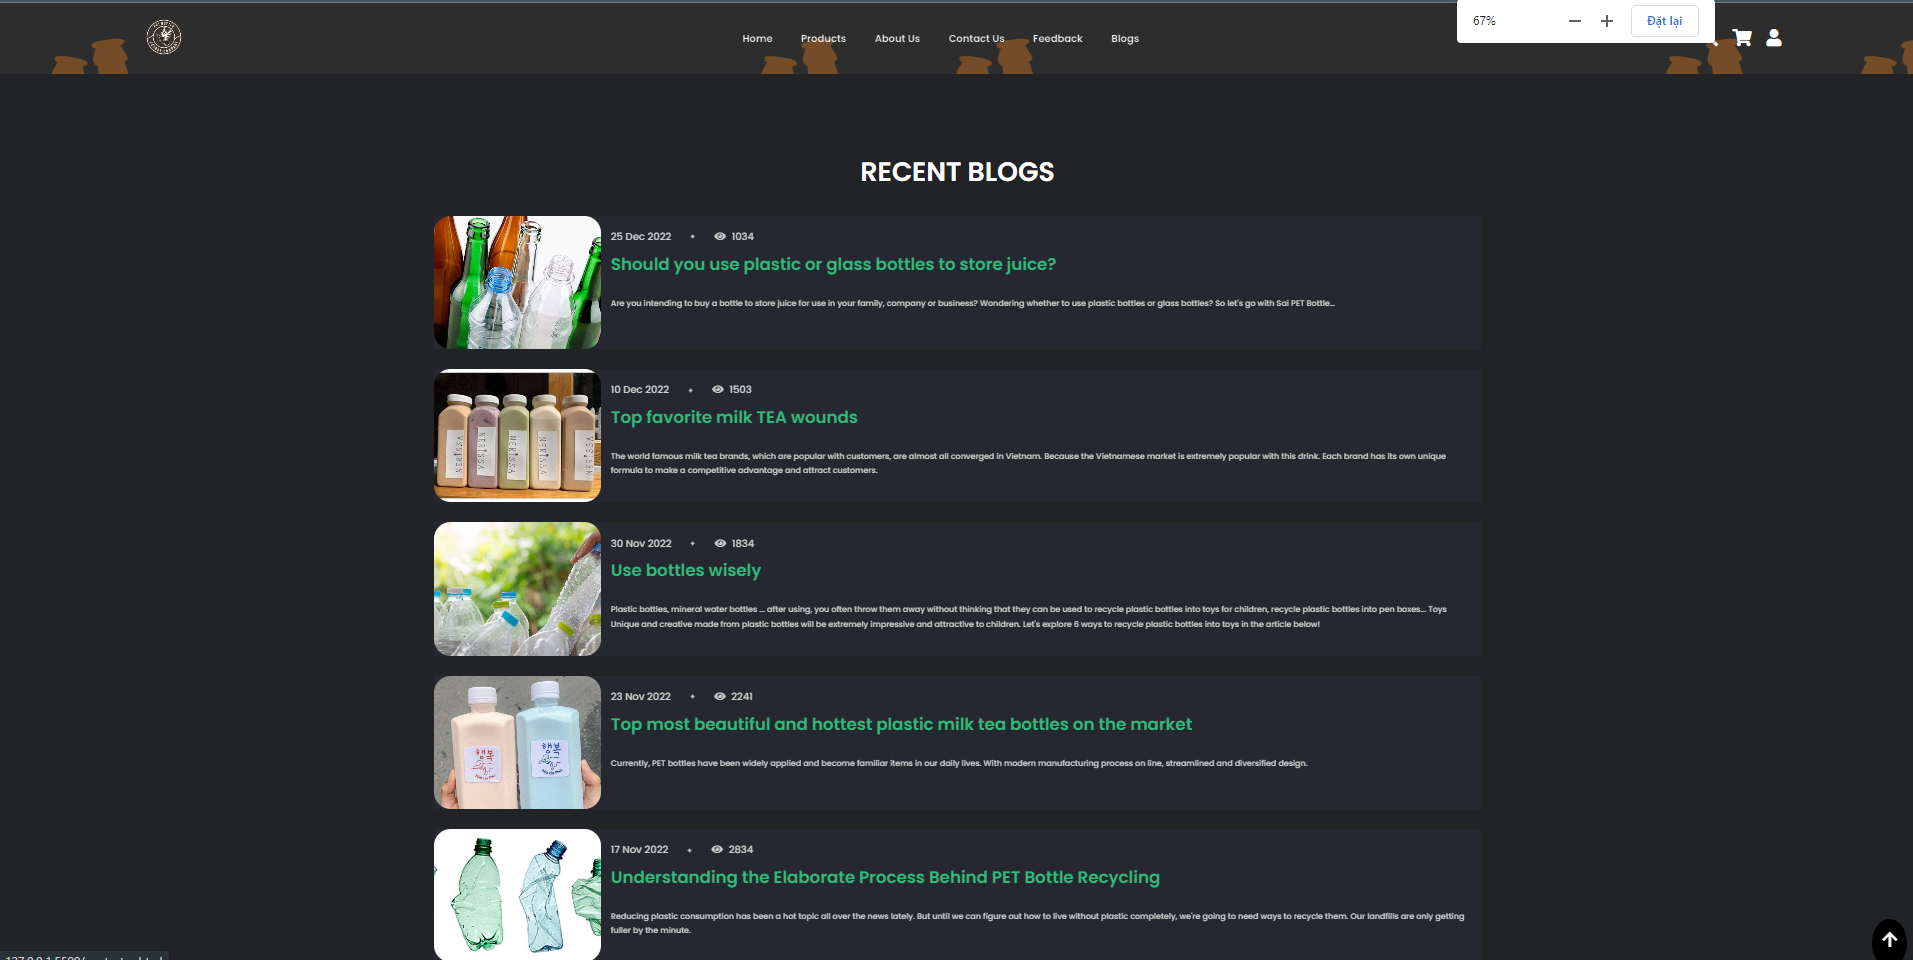 67%
Đặt lại
Home Products About Us Contact Us Feedback Blogs
RECENT BLOGS
25 Dec 2022 • 1034
Should you use plastic or glass bottles to store juice?
Are you intending to buy a bottle to store juice for use in your family, company or business? Wondering whether to use plastic bottles or glass bottles? So let's go with Sai PET Bottle...
10 Dec 2022 • 1503
Top favorite milk TEA wounds
The world famous milk tea brands, which are popular with customers, are almost all converged in Vietnam. Because the Vietnamese market is extremely popular with this drink. Each brand has its own unique
formula to make a competitive advantage and attract customers.
NERISSA
NERISSA
NERISSA
30 Nov 2022 • 1834
Use bottles wisely
Plastic bottles, mineral water bottles ... after using, you often throw them away without thinking that they can be used to recycle plastic bottles into toys for children, recycle plastic bottles into pen boxes... Toys
Unique and creative made from plastic bottles will be extremely impressive and attractive to children. Let's explore 6 ways to recycle plastic bottles into toys in the article below!
23 Nov 2022 • 2241
Top most beautiful and hottest plastic milk tea bottles on the market
Currently, PET bottles have been widely applied and become familiar items in our daily lives. With modern manufacturing process on line, streamlined and diversified design.
행복
행복
17 Nov 2022 • 2834
Understanding the Elaborate Process Behind PET Bottle Recycling
Reducing plastic consumption has been a hot topic all over the news lately. But until we can figure out how to live without plastic completely, we're going to need ways to recycle them. Our landfills are only getting
fuller by the minute.